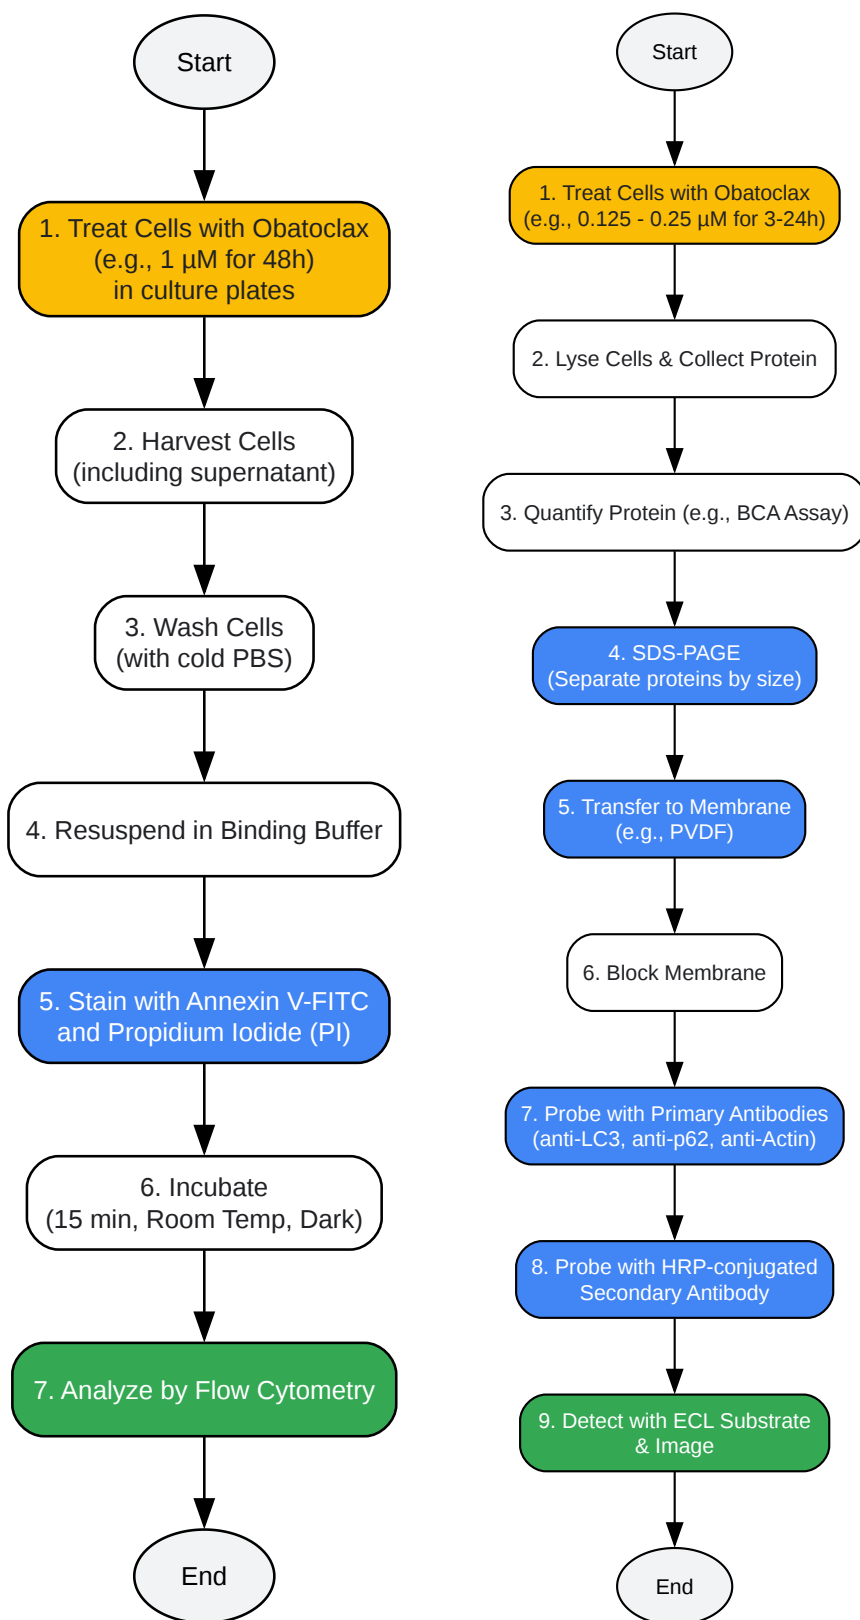 Start
1. Treat Cells with Obatoclax
(e.g., 1 µM for 48h)
in culture plates
2. Harvest Cells
(including supernatant)
3. Wash Cells
(with cold PBS)
4. Resuspend in Binding Buffer
5. Stain with Annexin V-FITC
and Propidium Iodide (PI)
6. Incubate
(15 min, Room Temp, Dark)
7. Analyze by Flow Cytometry
End
Start
1. Treat Cells with Obatoclax
(e.g., 0.125 - 0.25 µM for 3-24h)
2. Lyse Cells & Collect Protein
3. Quantify Protein (e.g., BCA Assay)
4. SDS-PAGE
(Separate proteins by size)
5. Transfer to Membrane
(e.g., PVDF)
6. Block Membrane
7. Probe with Primary Antibodies
(anti-LC3, anti-p62, anti-Actin)
8. Probe with HRP-conjugated
Secondary Antibody
9. Detect with ECL Substrate
& Image
End